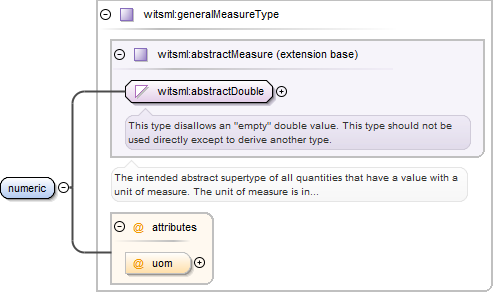 witsml:generalMeasureType
witsml:abstractMeasure (extension base)
witsml:abstractDouble
This type disallows an "empty" double value. This type should not be
used directly except to derive another type.
The intended abstract supertype of all quantities that have a value with a
unit of measure. The unit of measure is in...
numeric
@ attributes
@ uom